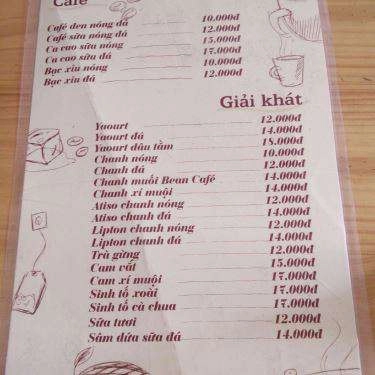 Café
Café đen nóng đá 10.000đ
Café sữa nóng đá 12.000đ
Ca cao sữa nóng 15.000đ
Ca cao sữa đá 17.000đ
Bạc xỉu nóng 10.000đ
Bạc xỉu đá 12.000đ
Giải khát
Yaourt 12.000đ
Yaourt đá 14.000đ
Yaourt dâu tằm 18.000đ
Chanh nóng 10.000đ
Chanh đá 12.000đ
Chanh muối Bean Café 14.000đ
Chanh xí muội 14.000đ
Atiso chanh nóng 12.000đ
Atiso chanh đá 14.000đ
Lipton chanh nóng 12.000đ
Lipton chanh đá 14.000đ
Trà gừng 12.000đ
Cam vắt 15.000đ
Cam xí muội 17.000đ
Sinh tố xoài 17.000đ
Sinh tố cà chua 17.000đ
Sữa tươi 12.000đ
Sâm dứa sữa đá 14.000đ